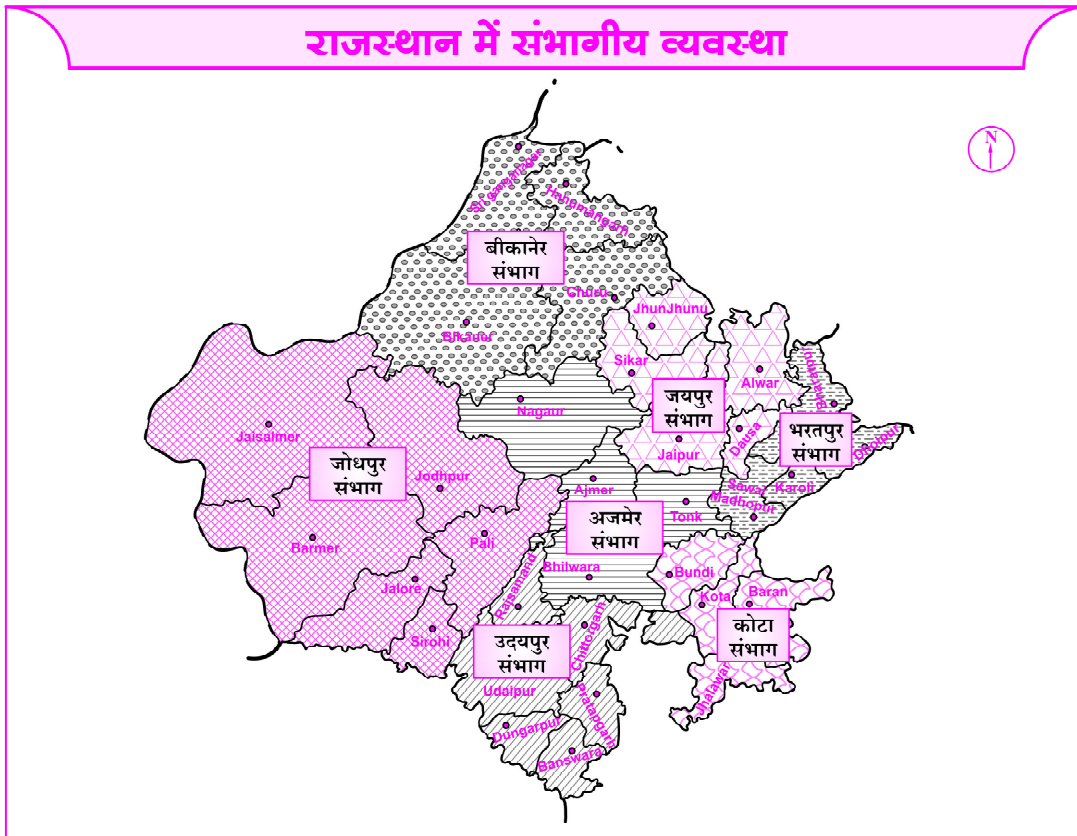 राजस्थान में संभागीय व्यवस्था
N
Sri Ganganagar
Hanumangarh
बीकानेर
संभाग
Churu
JhunJhunu
Bikaner
Sikar
Alwar
Bharatpur
जयपुर
संभाग
Nagaur
Jaisalmer
Dausa
भरतपुर
संभाग
Dholpur
Jaipur
जोधपुर
संभाग
Jodhpur
Ajmer
Sawai
Madhopur
Karoli
Tonk
अजमेर
संभाग
Barmer
Pali
Bhilwara
Bundi
Rajsamand
Jalore
Kota
Baran
Sirohi
उदयपुर
संभाग
Chittorgarh
कोटा
संभाग
Udaipur
Pratapgarh
Jhalawar
Dungarpur
Banswara